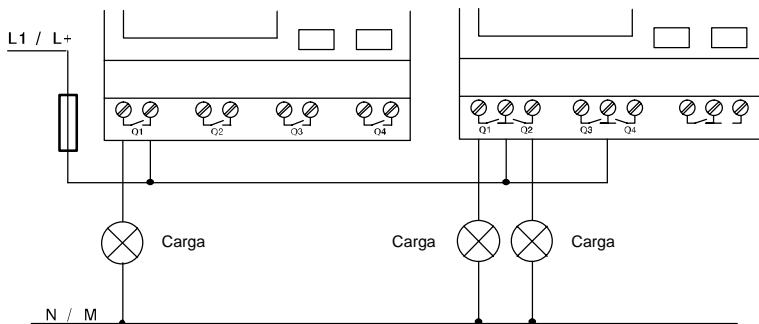 L1 / L+
Q1 Q2 Q3 Q4
Q1 Q2 Q3 Q4
Carga
Carga
Carga
N / M